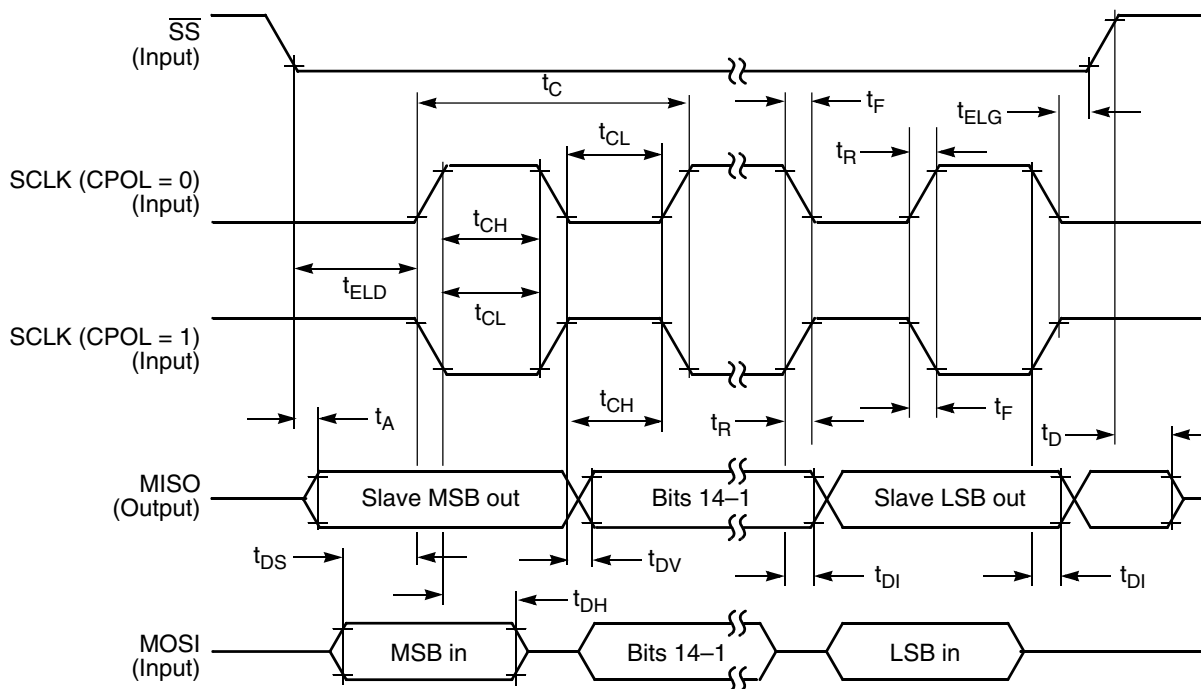 SS
(Input)
tC
tF
tELG
tCL
tR
SCLK (CPOL = 0)
(Input)
tCH
tELD
tCL
SCLK (CPOL = 1)
(Input)
tA
tCH
tR
tF
tD
MISO
(Output)
Slave MSB out
Bits 14–1
Slave LSB out
tDS
tDV
tDI
tDI
tDH
MOSI
(Input)
MSB in
Bits 14–1
LSB in